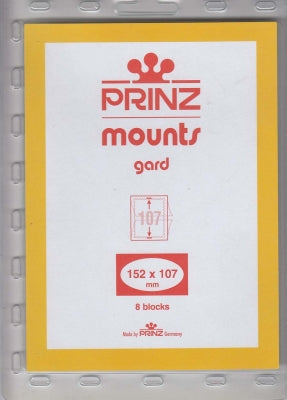 PRINZ
mounts
gard
107
152 x 107
mm
8 blocks
Made by PRINZ Germany